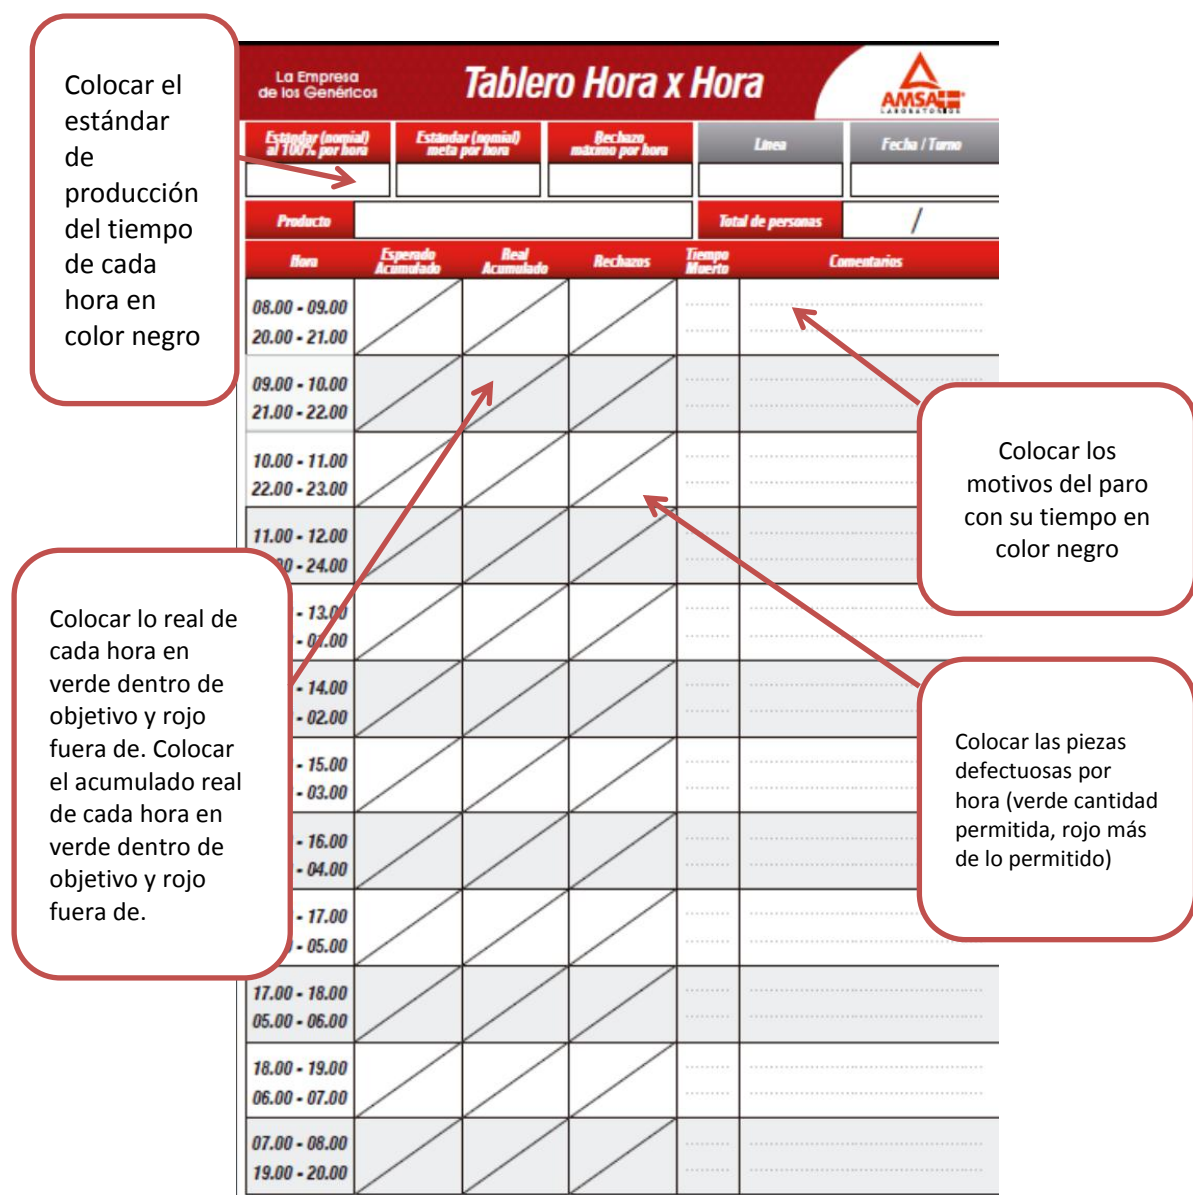 Colocar el
estándar
de
producción
del tiempo
de cada
hora en
color negro
La Empresa
de los Genéricos
Tablero Hora x Hora
AMSA
LABORATORIOS
Estándar (nomial)
al 100% por hora
Estándar (nomial)
meta por hora
Rechazo
máximo por hora
Línea
Fecha / Turno
Producto
Total de personas
/
Hora
Esperado
Acumulado
Real
Acumulado
Rechazos
Tiempo
Muerto
Comentarios
08.00 - 09.00
20.00 - 21.00
09.00 - 10.00
21.00 - 22.00
10.00 - 11.00
22.00 - 23.00
11.00 - 12.00
00 - 24.00
- 13.00
- 01.00
- 14.00
- 02.00
- 15.00
- 03.00
- 16.00
- 04.00
- 17.00
- 05.00
17.00 - 18.00
05.00 - 06.00
18.00 - 19.00
06.00 - 07.00
07.00 - 08.00
19.00 - 20.00
Colocar los
motivos del paro
con su tiempo en
color negro
Colocar lo real de
cada hora en
verde dentro de
objetivo y rojo
fuera de. Colocar
el acumulado real
de cada hora en
verde dentro de
objetivo y rojo
fuera de.
Colocar las piezas
defectuosas por
hora (verde cantidad
permitida, rojo más
de lo permitido)